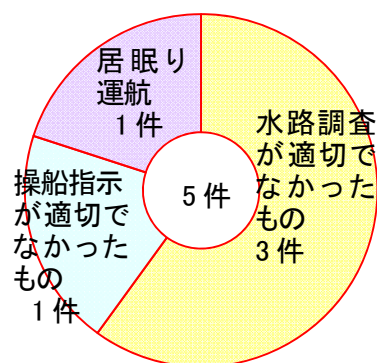 居眠り
運航
1件
水路調査
が適切で
なかった
もの
3件
5件
操船指示
が適切で
なかった
もの
1件